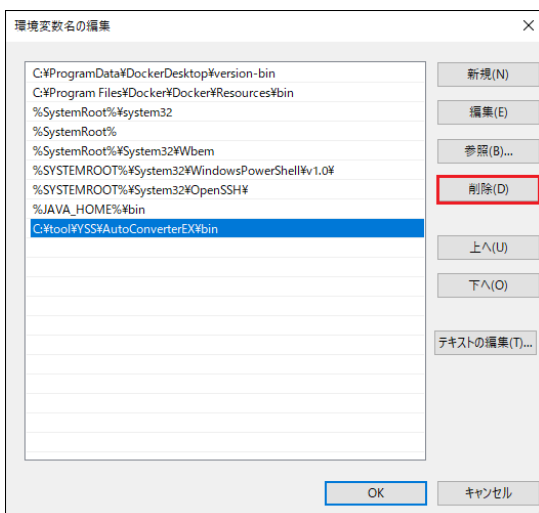 環境変数名の編集
C:¥ProgramData¥DockerDesktop¥version-bin
C:¥Program Files¥Docker¥Docker¥Resources¥bin
%SystemRoot%¥system32
%SystemRoot%
%SystemRoot%¥System32¥Wbem
%SYSTEMROOT%¥System32¥WindowsPowerShell¥v1.0¥
%SYSTEMROOT%¥System32¥OpenSSH¥
%JAVA_HOME%¥bin
C:¥tool¥YSS¥AutoConverterEX¥bin
新規(N)
編集(E)
参照(B)...
削除(D)
上へ(U)
下へ(O)
テキストの編集(T)...
OK
キャンセル